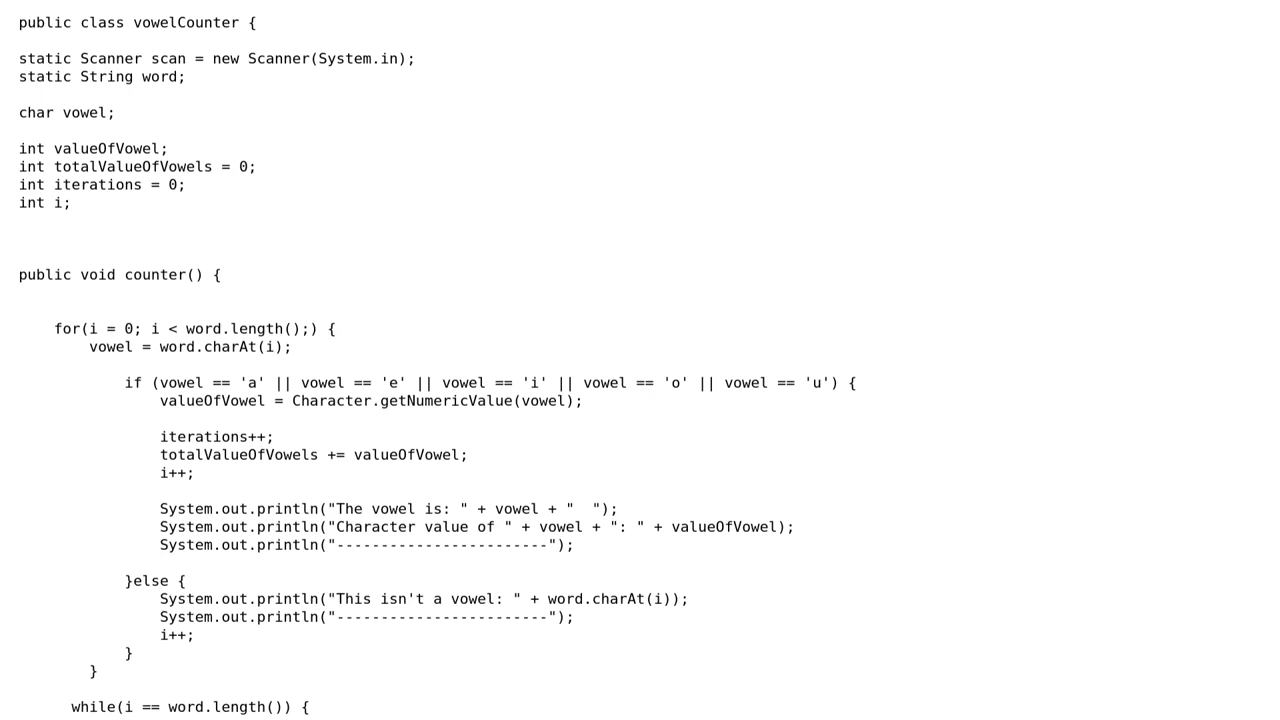 public class vowelCounter {
static Scanner scan = new Scanner(System.in);
static String word;
char vowel;
int valueOfVowel;
int totalValueOfVowels = 0;
int iterations = 0;
int i;
public void counter() {
for(i = 0; i < word.length();) {
vowel = word.charAt(i);
if (vowel == 'a' || vowel == 'e' || vowel == 'i' || vowel == 'o' || vowel == 'u') {
valueOfVowel = Character.getNumericValue(vowel);
iterations++;
totalValueOfVowels += valueOfVowel;
i++;
System.out.println("The vowel is: " + vowel + "  ");
System.out.println("Character value of " + vowel + ": " + valueOfVowel);
System.out.println("------------------------");
}else {
System.out.println("This isn't a vowel: " + word.charAt(i));
System.out.println("------------------------");
i++;
}
}
while(i == word.length()) {